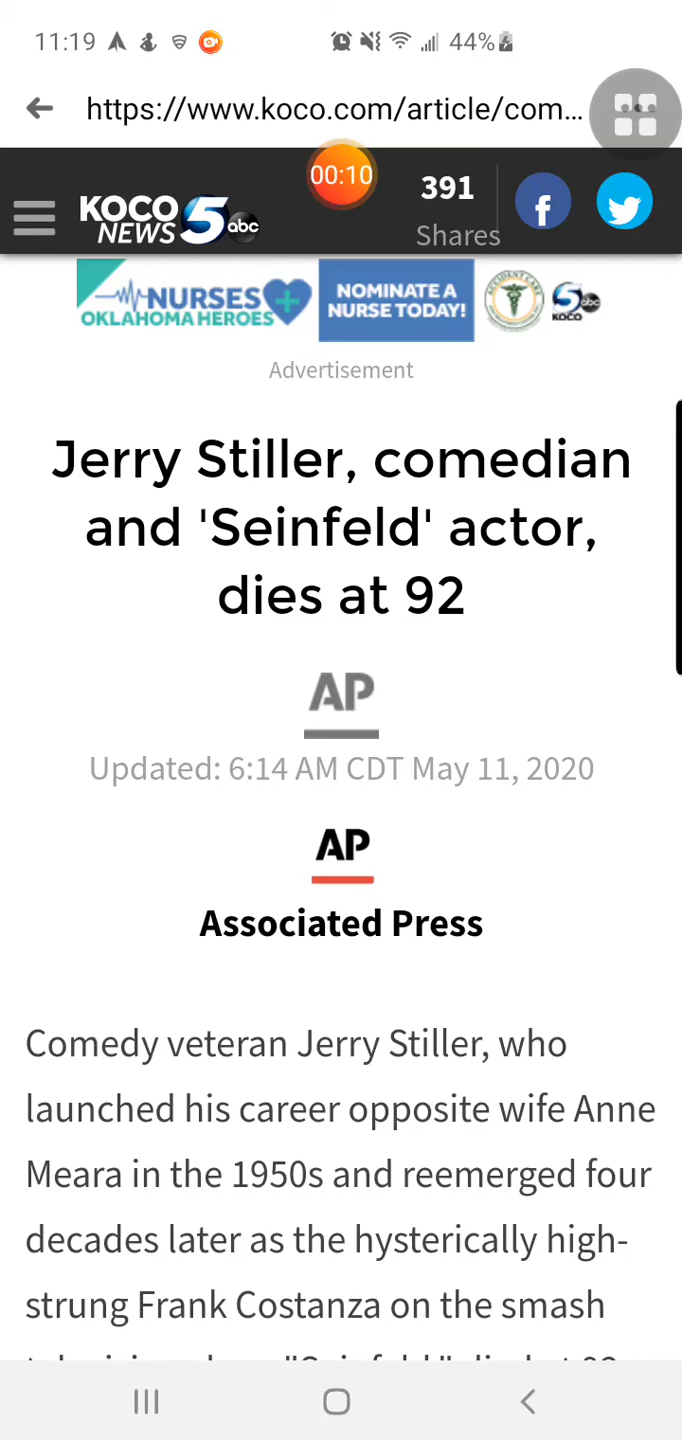 11:19
44%
https://www.koco.com/article/com...
00:10
391
Shares
KOCO 5 abc
NEWS
NURSES
OKLAHOMA HEROES
NOMINATE A
NURSE TODAY!
5 abc
KOCO
Advertisement
Jerry Stiller, comedian
and 'Seinfeld' actor,
dies at 92
AP
Updated: 6:14 AM CDT May 11, 2020
AP
Associated Press
Comedy veteran Jerry Stiller, who
launched his career opposite wife Anne
Meara in the 1950s and reemerged four
decades later as the hysterically high-
strung Frank Costanza on the smash